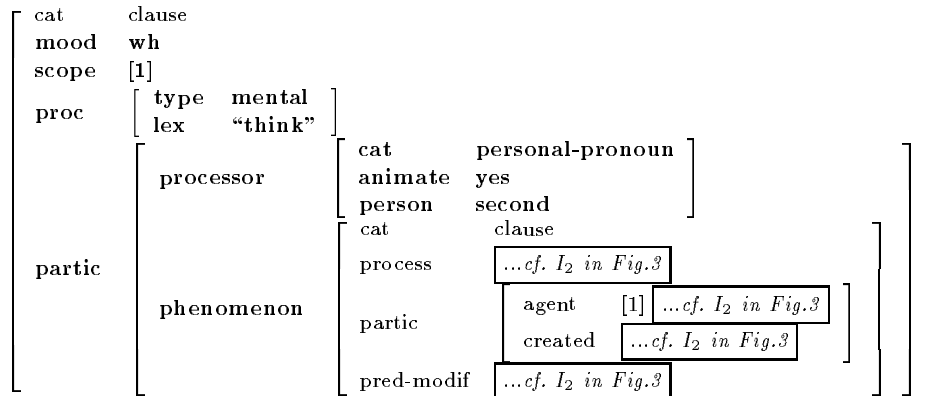 cat clause
mood wh
scope [1]
proc
type mental
lex “think”
partic
processor
cat personal-pronoun
animate yes
person second
phenomenon
cat clause
process ...cf. I₂ in Fig.3
partic
agent [1] ...cf. I₂ in Fig.3
created ...cf. I₂ in Fig.3
pred-modif ...cf. I₂ in Fig.3